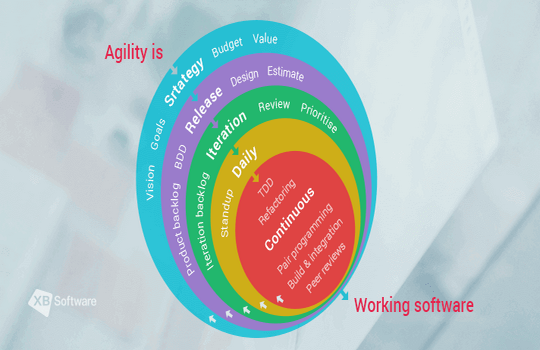 Agility is
Srtategy
Budget
Value
Vision
Goals
Release
Design
Estimate
Product backlog
BDD
Iteration
Review
Prioritise
Iteration backlog
Daily
Standup
TDD
Refactoring
Continuous
Pair programming
Build & integration
Peer reviews
Working software
XB Software